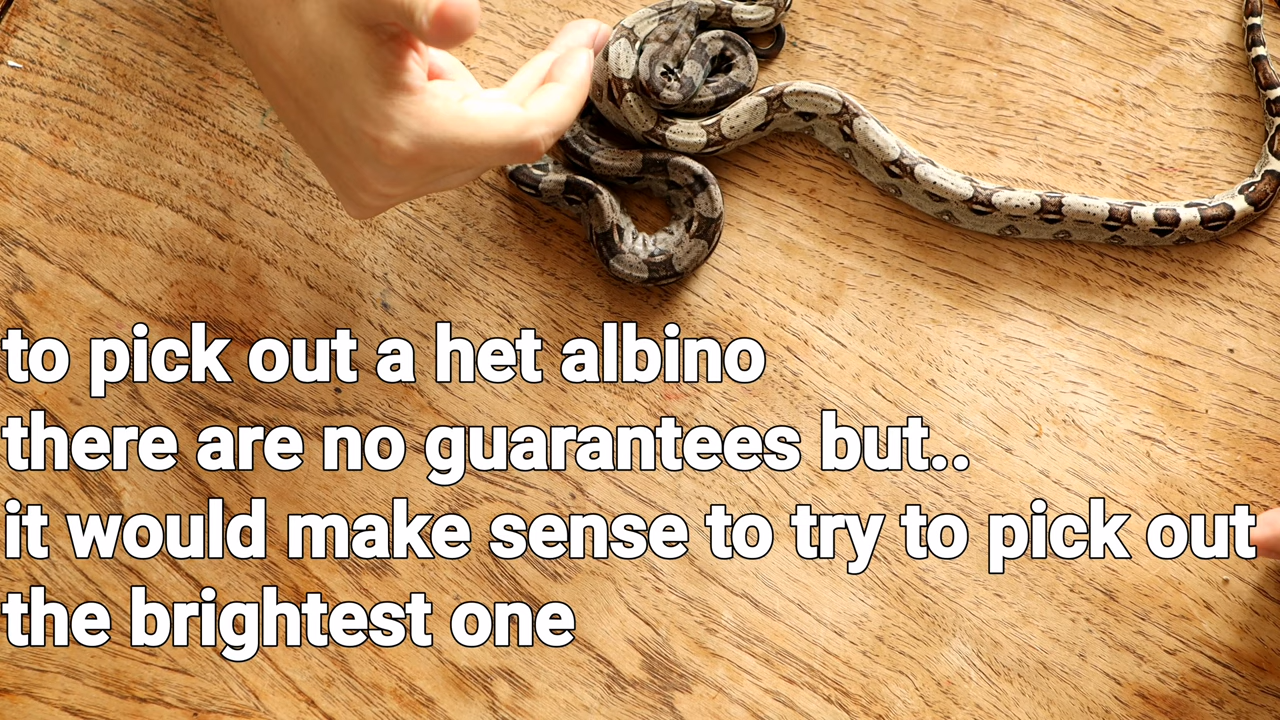 to pick out a het albino
there are no guarantees but..
it would make sense to try to pick out
the brightest one